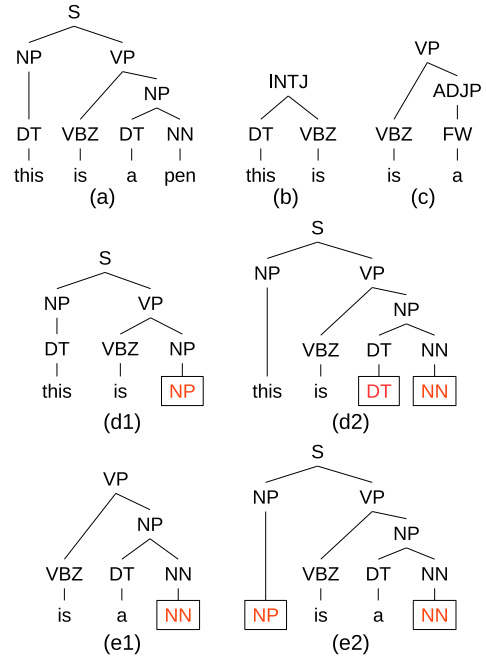 S
NP VP
NP
DT VBZ DT NN
this is a pen
(a)
INTJ
DT VBZ
this is
(b)
VP
ADJP
VBZ FW
is a
(c)
S
NP VP
DT VBZ NP
this is NP
(d1)
S
NP VP
NP
VBZ DT NN
this is DT NN
(d2)
VP
NP
VBZ DT NN
is a NN
(e1)
S
NP VP
NP
VBZ DT NN
NP is a NN
(e2)